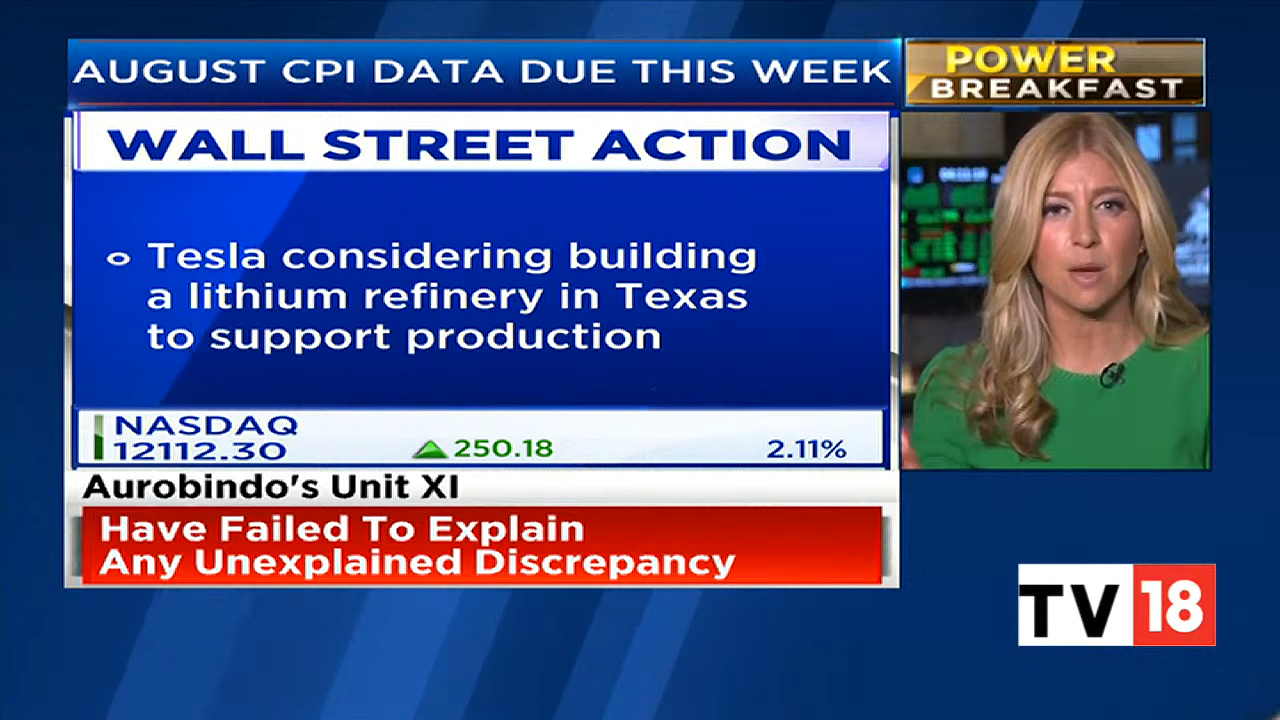 AUGUST CPI DATA DUE THIS WEEK
POWER
BREAKFAST
WALL STREET ACTION
Tesla considering building
a lithium refinery in Texas
to support production
NASDAQ
12112.30 250.18 2.11%
Aurobindo's Unit XI
Have Failed To Explain
Any Unexplained Discrepancy
TV18